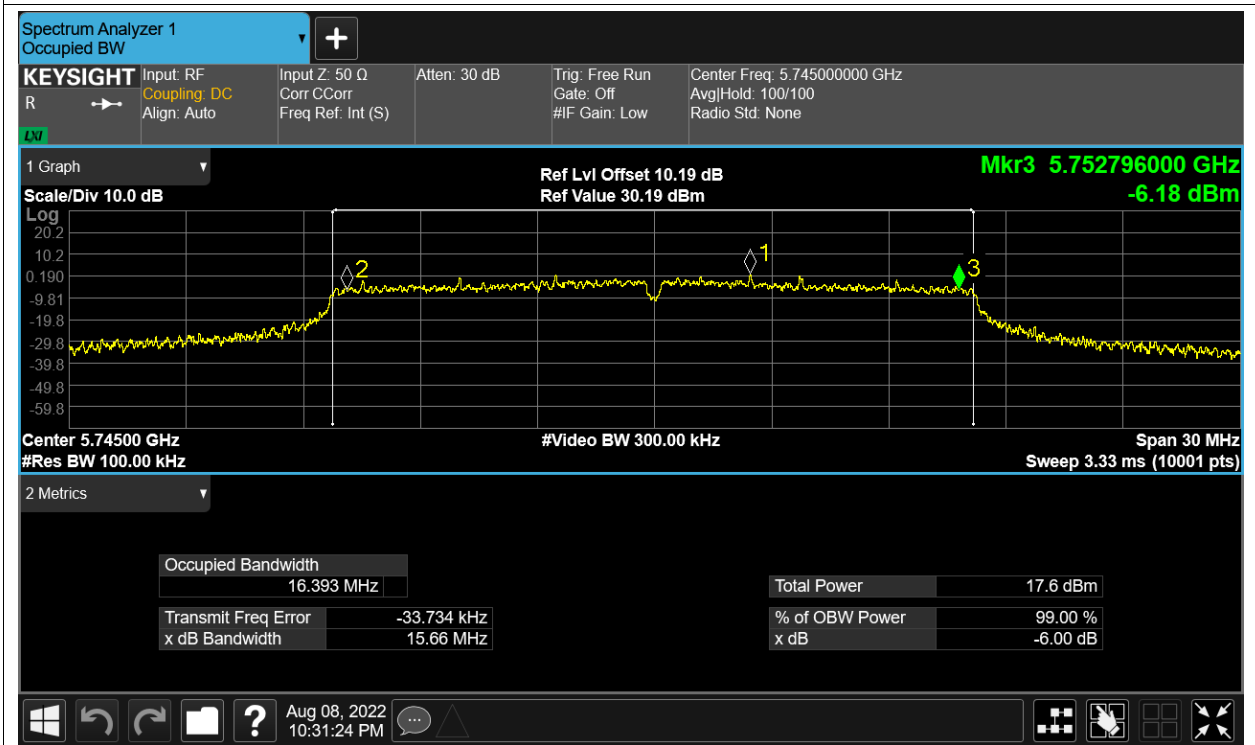 Spectrum Analyzer 1
Occupied BW
KEYSIGHT
R
LXI
Input: RF
Coupling: DC
Align: Auto
Input Z: 50 Ω
Corr CCorr
Freq Ref: Int (S)
Atten: 30 dB
Trig: Free Run
Gate: Off
#IF Gain: Low
Center Freq: 5.745000000 GHz
Avg|Hold: 100/100
Radio Std: None
1 Graph
Scale/Div 10.0 dB
Ref Lvl Offset 10.19 dB
Ref Value 30.19 dBm
Mkr3 5.752796000 GHz
-6.18 dBm
Log
20.2
10.2
0.190
-9.81
-19.8
-29.8
-39.8
-49.8
-59.8
2
1
3
Center 5.74500 GHz
#Res BW 100.00 kHz
#Video BW 300.00 kHz
Span 30 MHz
Sweep 3.33 ms (10001 pts)
2 Metrics
Occupied Bandwidth
16.393 MHz
Transmit Freq Error -33.734 kHz
x dB Bandwidth 15.66 MHz
Total Power 17.6 dBm
% of OBW Power 99.00 %
x dB -6.00 dB
?
Aug 08, 2022
10:31:24 PM